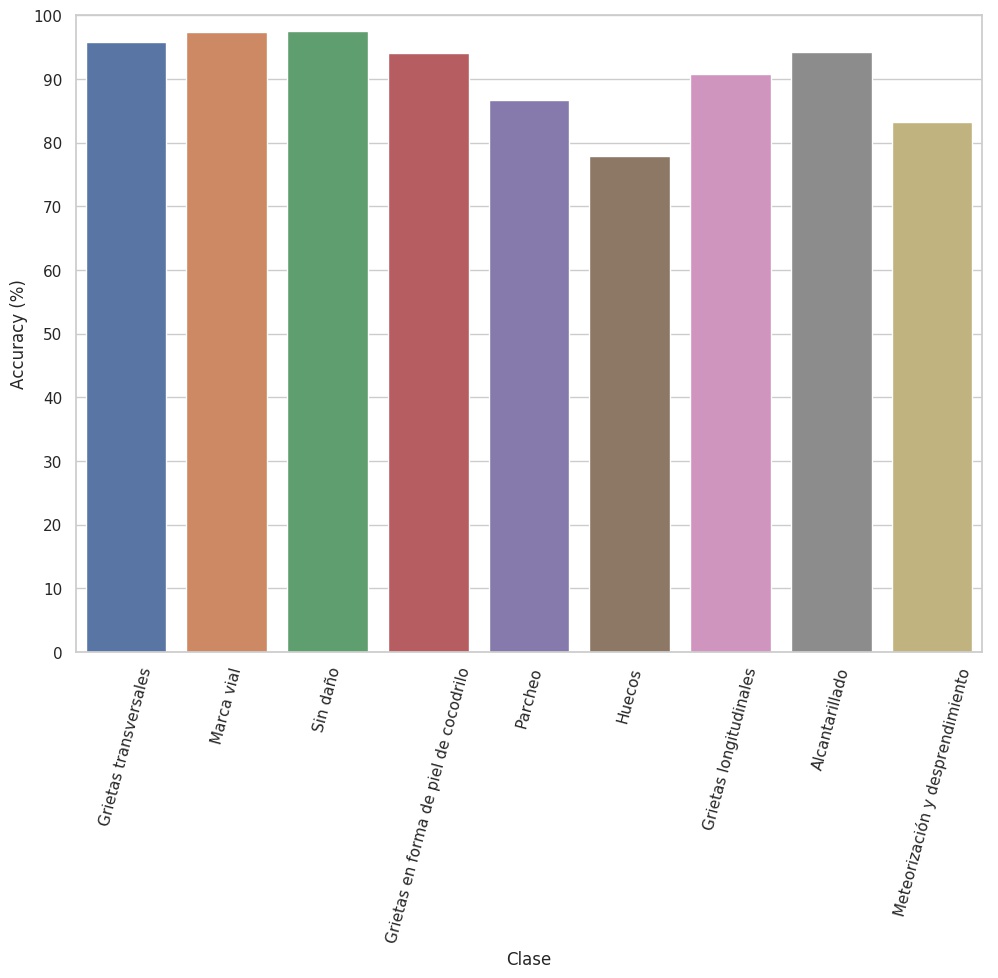 100
90
80
70
60
50
40
30
20
10
0
Accuracy (%)
Grietas transversales
Marca vial
Sin daño
Grietas en forma de piel de cocodrilo
Parcheo
Huecos
Grietas longitudinales
Alcantarillado
Meteorización y desprendimiento
Clase